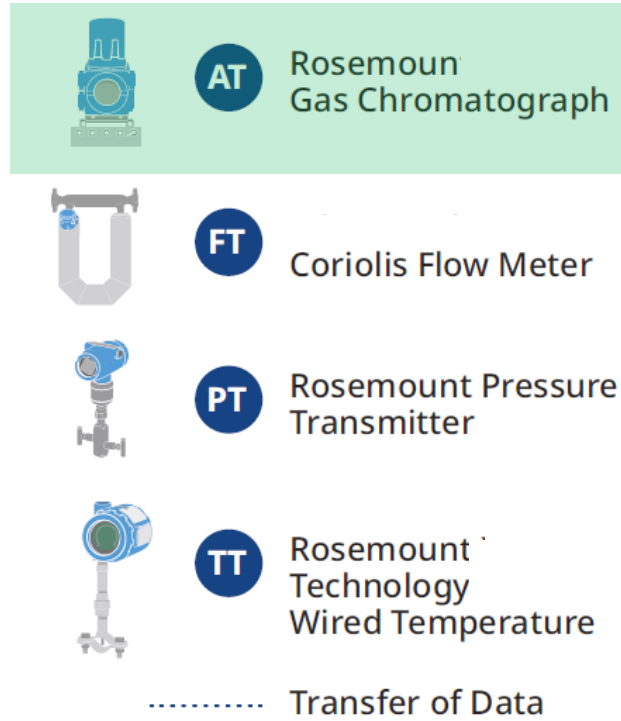 AT
Rosemoun
Gas Chromatograph
FT
Coriolis Flow Meter
PT
Rosemount Pressure
Transmitter
TT
Rosemount
Technology
Wired Temperature
Transfer of Data